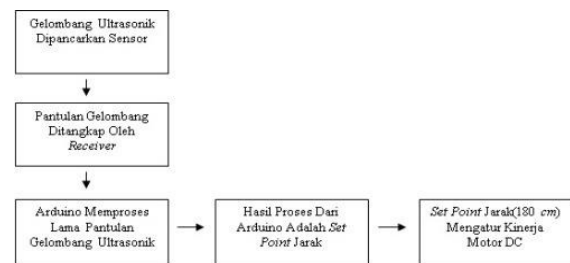 Gelombang Ultrasonik
Dipancarkan Sensor
Pantulan Gelombang
Ditangkap Oleh
Receiver
Arduino Memproses
Lama Pantulan
Gelombang Ultrasonik
Hasil Proses Dari
Arduino Adalah Set
Point Jarak
Set Point Jarak(180 cm)
Mengatur Kinerja
Motor DC